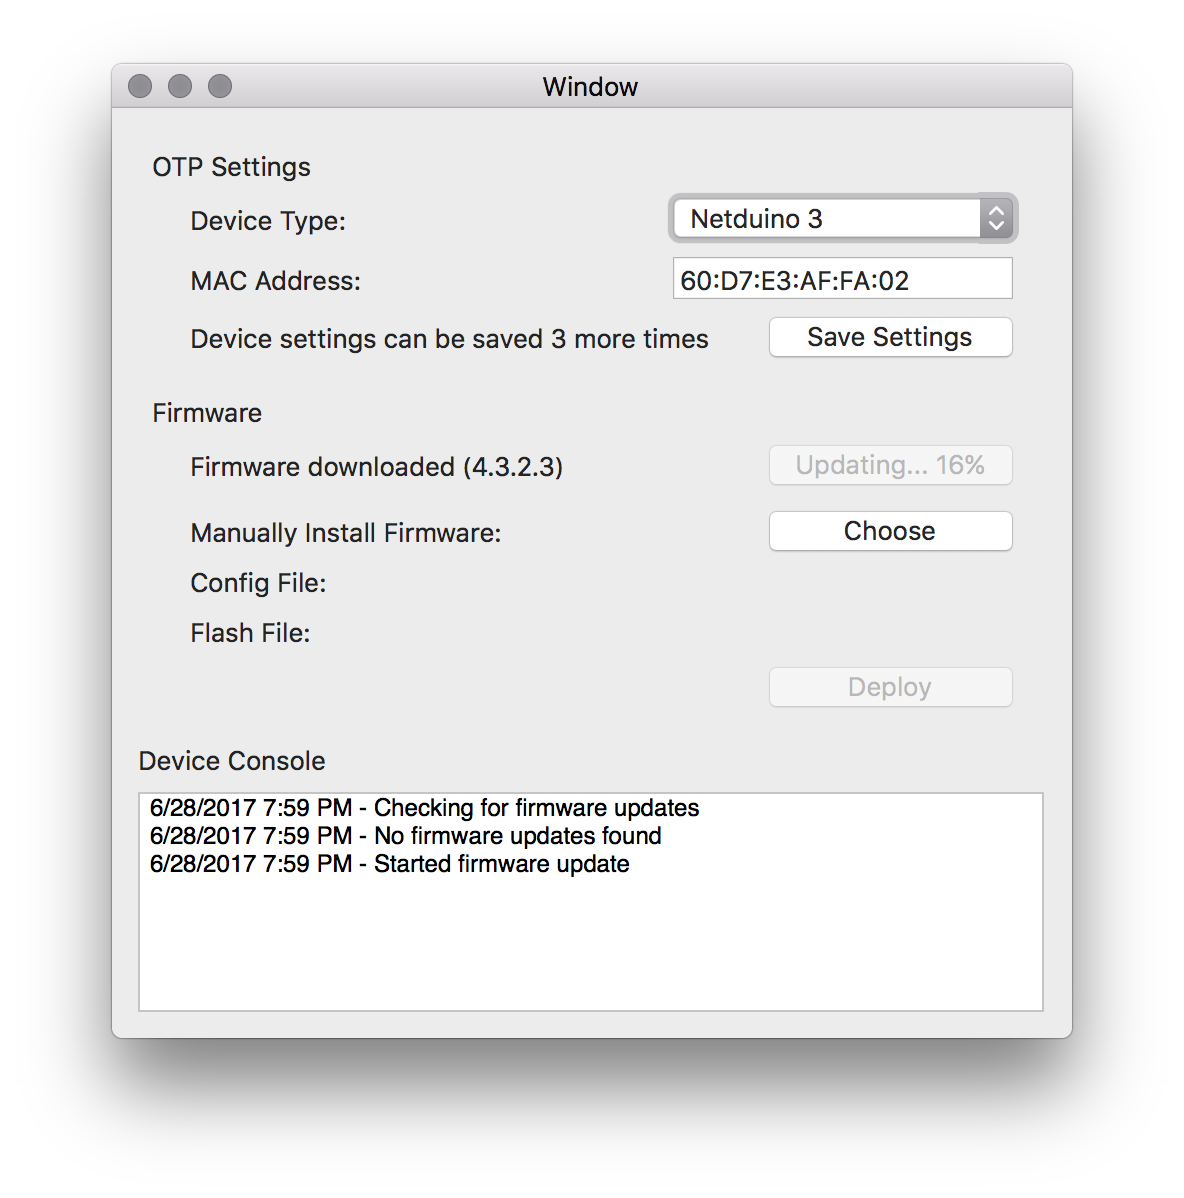 Window
OTP Settings
Device Type: Netduino 3
MAC Address: 60:D7:E3:AF:FA:02
Device settings can be saved 3 more times Save Settings
Firmware
Firmware downloaded (4.3.2.3) Updating... 16%
Manually Install Firmware: Choose
Config File:
Flash File:
Deploy
Device Console
6/28/2017 7:59 PM - Checking for firmware updates
6/28/2017 7:59 PM - No firmware updates found
6/28/2017 7:59 PM - Started firmware update